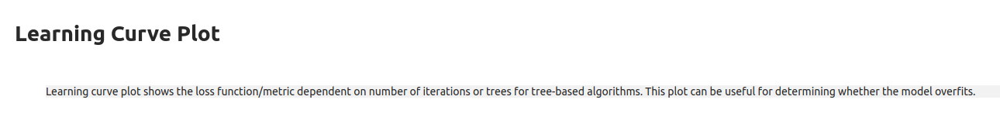 Learning Curve Plot
Learning curve plot shows the loss function/metric dependent on number of iterations or trees for tree-based algorithms. This plot can be useful for determining whether the model overfits.